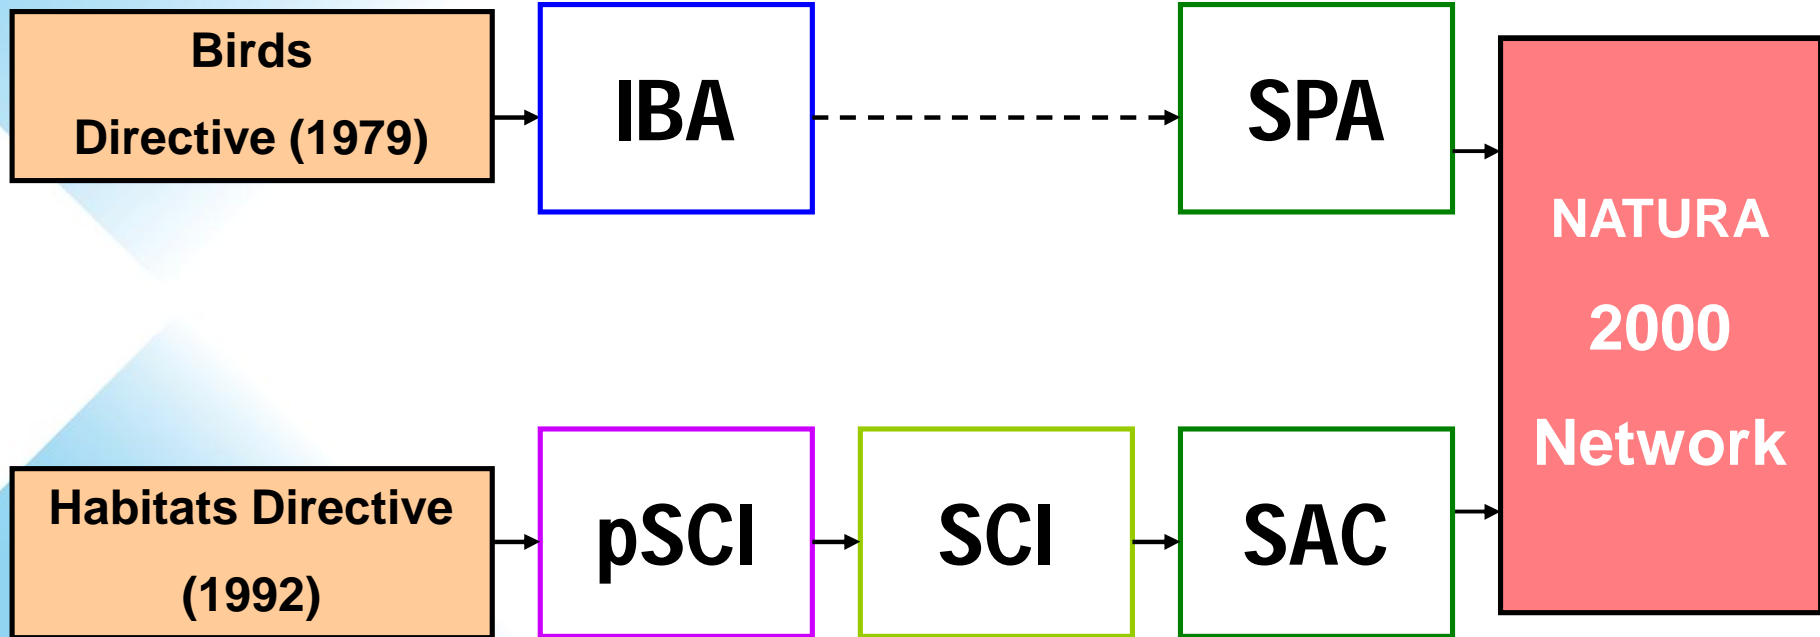 Birds
Directive (1979)
IBA
SPA
NATURA
2000
Network
Habitats Directive
(1992)
pSCI
SCI
SAC